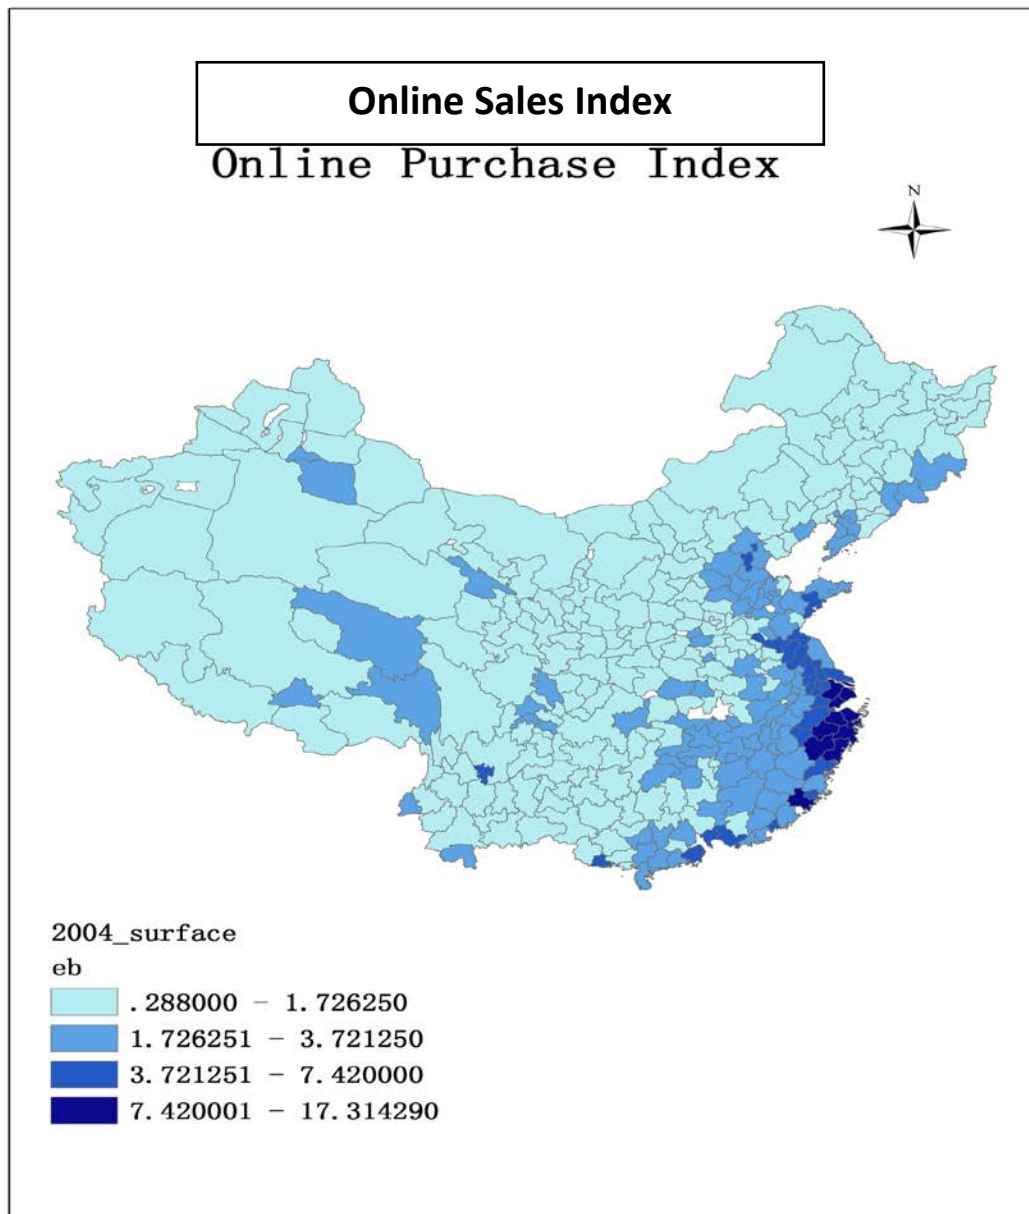 Online Sales Index
Online Purchase Index
N
2004_surface
eb
.288000 - 1.726250
1.726251 - 3.721250
3.721251 - 7.420000
7.420001 - 17.314290